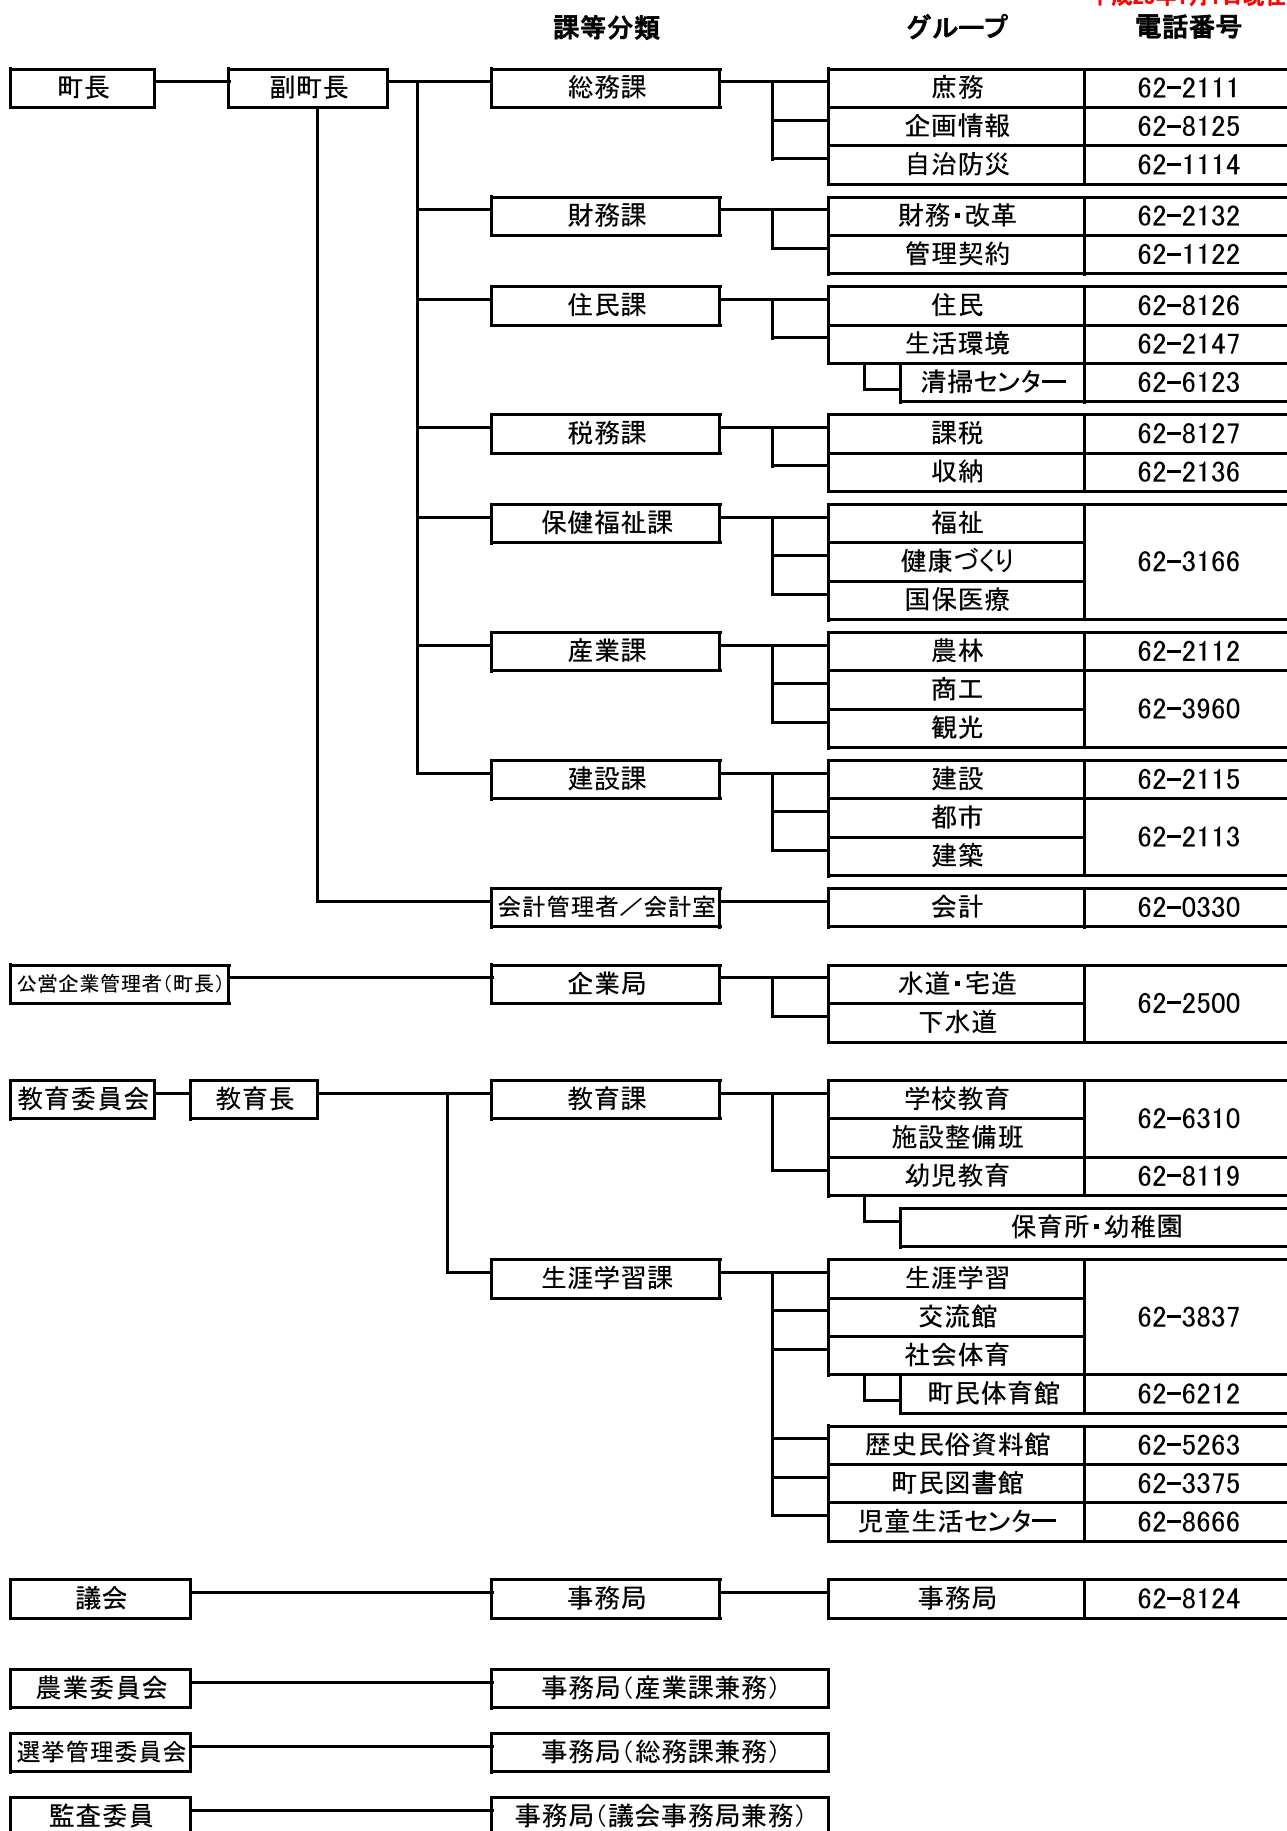 課等分類 グループ 電話番号
町長 副町長 総務課 庶務 62-2111
企画情報 62-8125
自治防災 62-1114
財務課 財務・改革 62-2132
管理契約 62-1122
住民課 住民 62-8126
生活環境 62-2147
清掃センター 62-6123
税務課 課税 62-8127
収納 62-2136
保健福祉課 福祉
健康づくり 62-3166
国保医療
産業課 農林 62-2112
商工
62-3960
観光
建設課 建設 62-2115
都市
62-2113
建築
会計管理者／会計室 会計 62-0330
公営企業管理者(町長) 企業局 水道・宅造
62-2500
下水道
教育委員会 教育長 教育課 学校教育
62-6310
施設整備班
幼児教育 62-8119
保育所・幼稚園
生涯学習課 生涯学習
交流館 62-3837
社会体育
町民体育館 62-6212
歴史民俗資料館 62-5263
町民図書館 62-3375
児童生活センター 62-8666
議会 事務局 事務局 62-8124
農業委員会 事務局(産業課兼務)
選挙管理委員会 事務局(総務課兼務)
監査委員 事務局(議会事務局兼務)